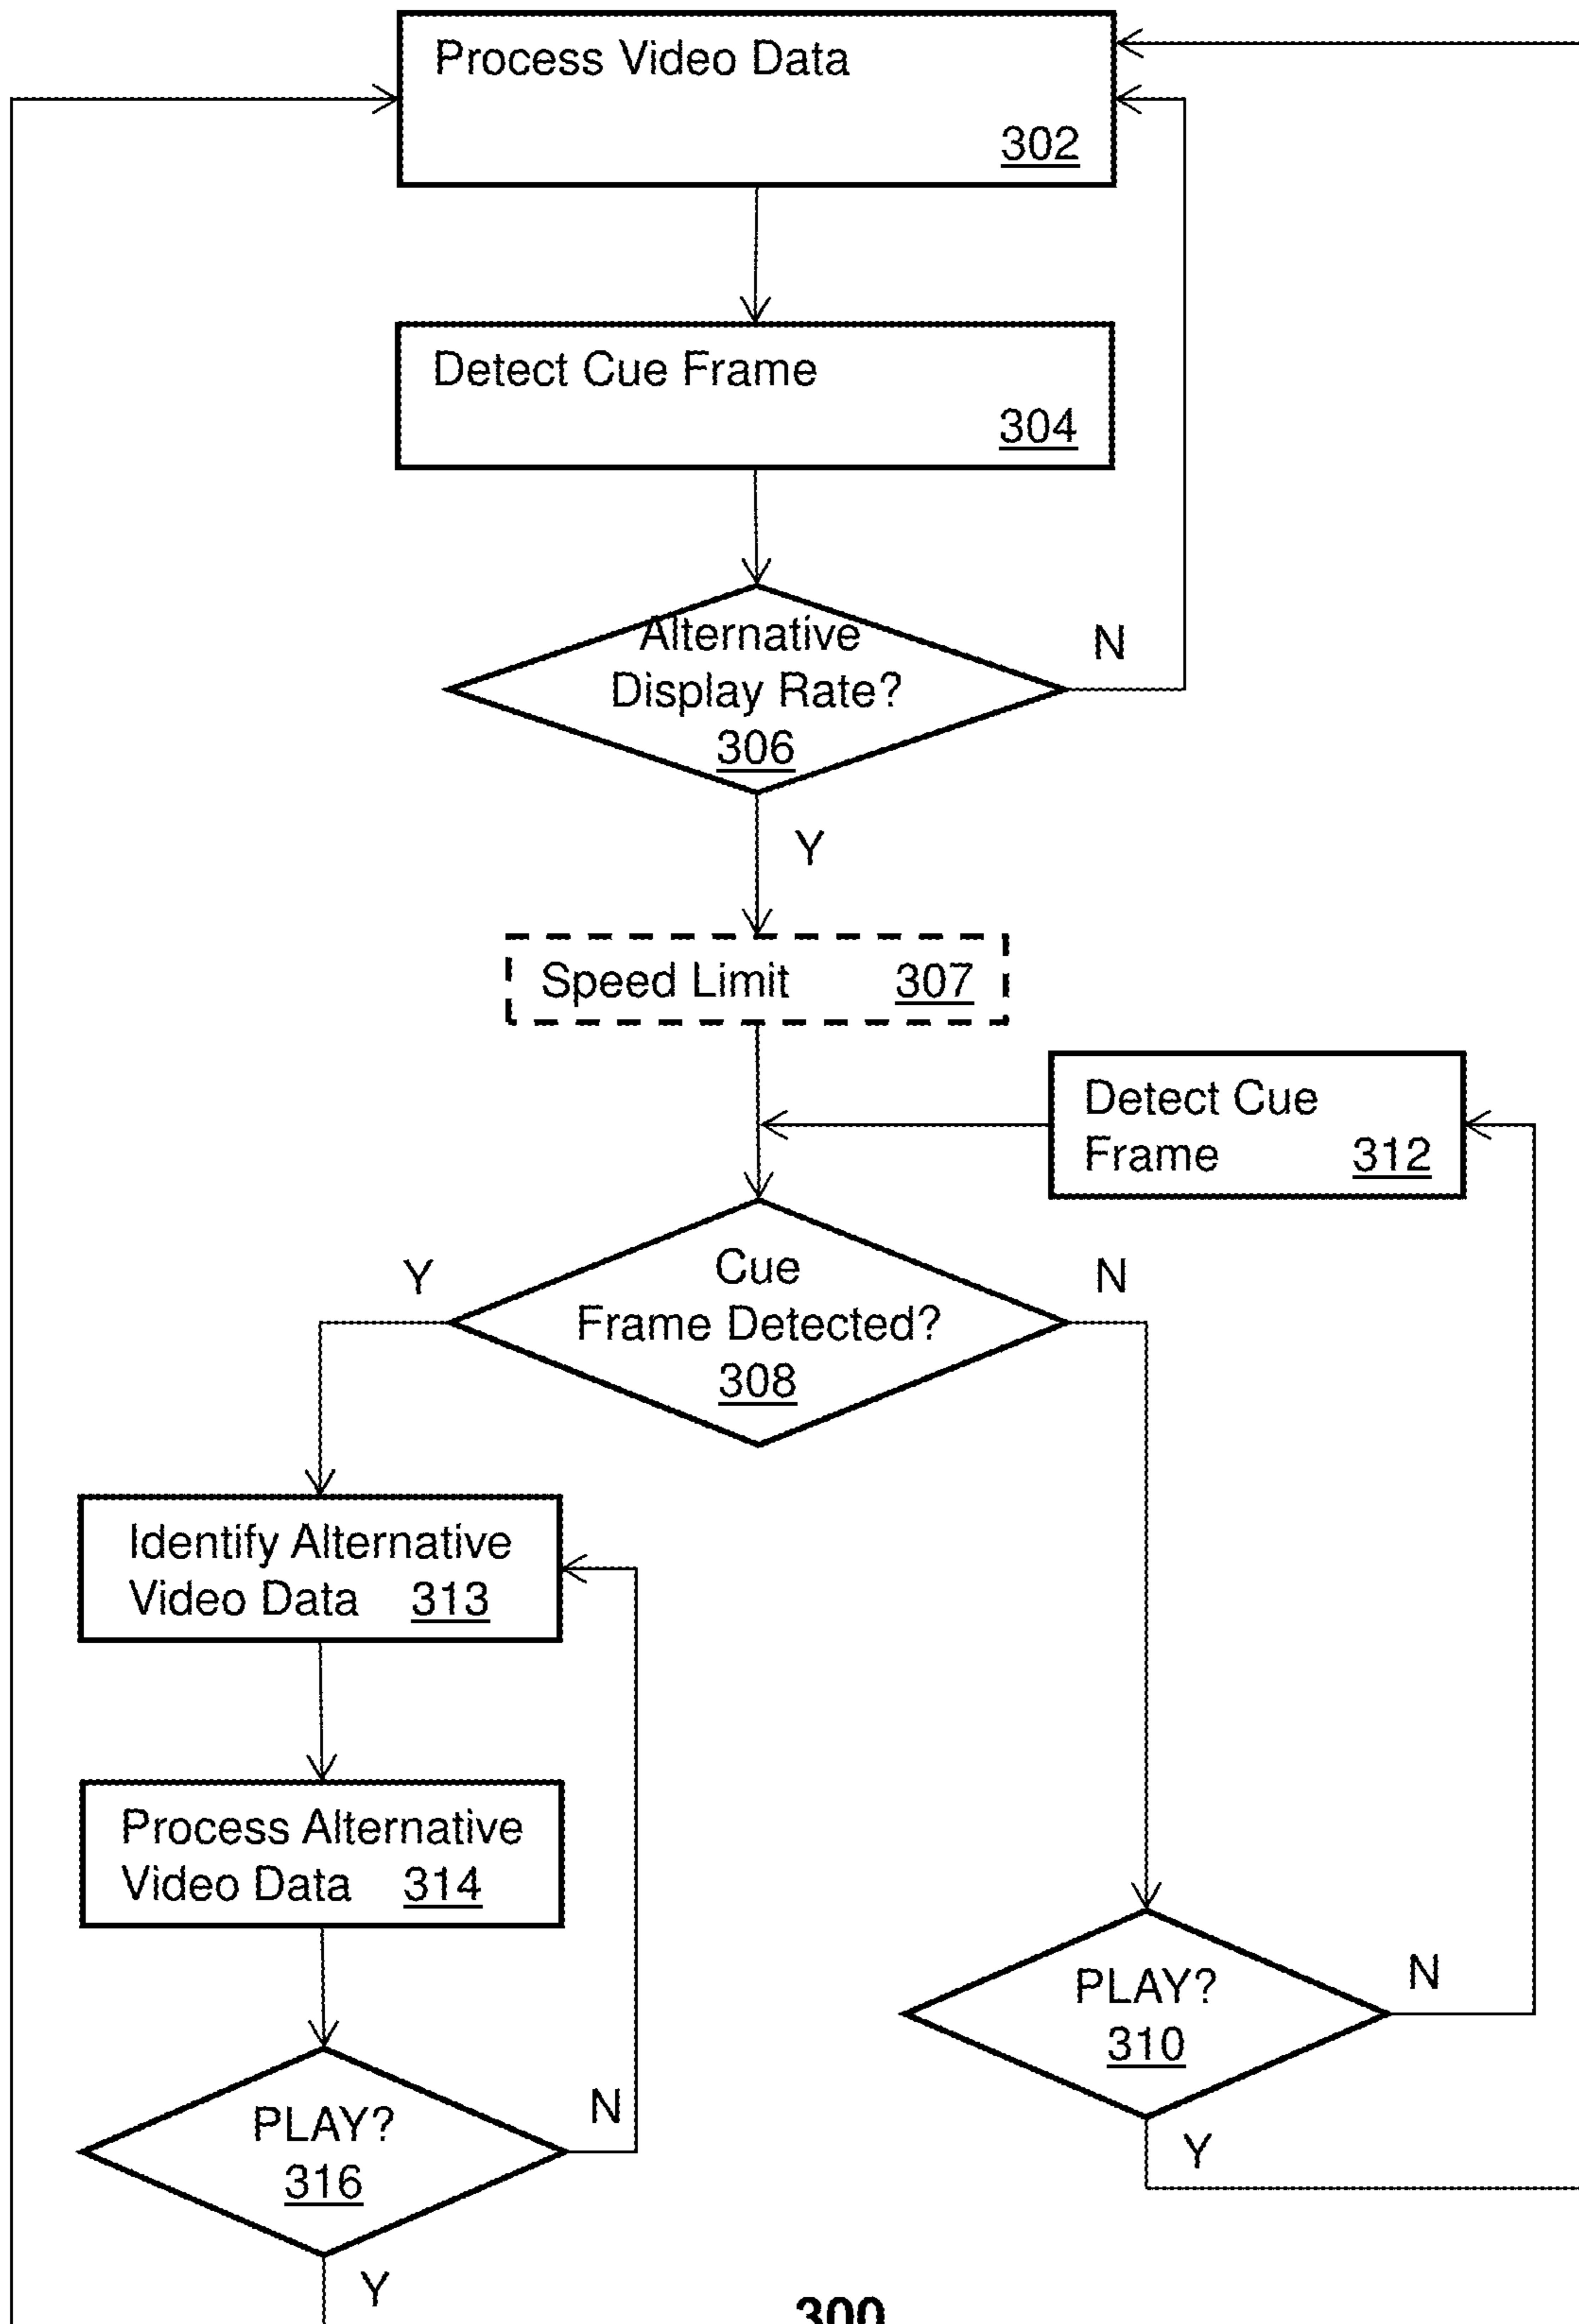 Process Video Data
302
Detect Cue Frame
304
Alternative
Display Rate?
306
N
Y
Speed Limit 307
Detect Cue
Frame 312
Cue
Frame Detected?
308
Y
N
Identify Alternative
Video Data 313
Process Alternative
Video Data 314
PLAY?
310
N
Y
PLAY?
316
N
Y
300